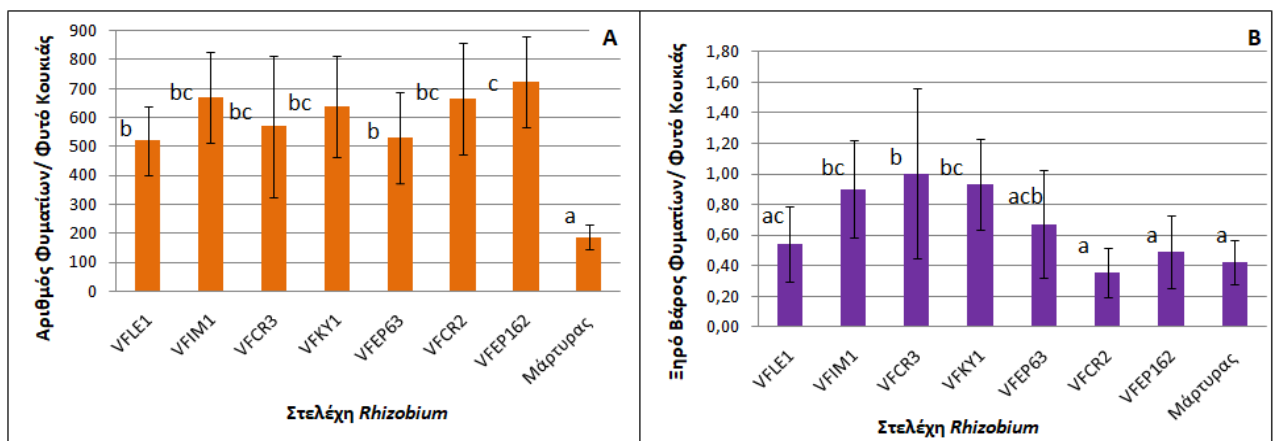 A
Αριθμός Φυματίων/ Φυτό Κουκιάς
900
800
700
600
500
400
300
200
100
0
b
bc
bc
bc
b
bc
c
a
VFLE1
VFIM1
VFCR3
VFKY1
VFEP63
VFCR2
VFEP162
Μάρτυρας
Στελέχη Rhizobium
B
Ξηρό Βάρος Φυματίων/ Φυτό Κουκιάς
1,80
1,60
1,40
1,20
1,00
0,80
0,60
0,40
0,20
0,00
ac
bc
b
bc
acb
a
a
a
VFLE1
VFIM1
VFCR3
VFKY1
VFEP63
VFCR2
VFEP162
Μάρτυρας
Στελέχη Rhizobium